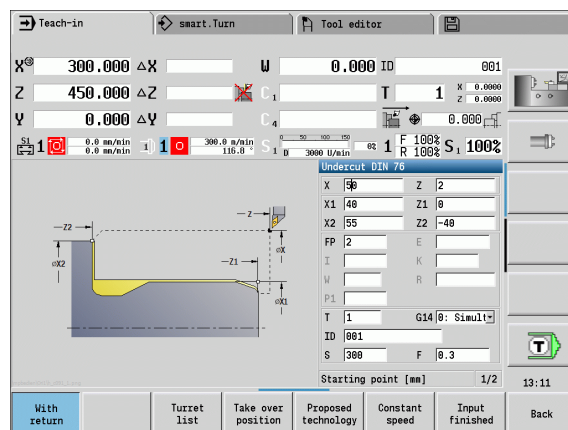 Teach-in smart.Turn Tool editor
X 300.000 ΔX W 0.000 ID 001
Z 450.000 ΔZ C1 T 1 X 0.0000
Z 0.0000
Y 0.000 ΔY C4 0.000
S1 1 0.0 mm/min 0.0 mm/min 1 300.0 m/min 116.8 ° S1 0 50 100 150 0% D 3000 U/min 1 F 100% R 100% S1 100%
Undercut DIN 76
X 50 Z 2
X1 40 Z1 0
X2 55 Z2 -40
FP 2 E
I K
W R
P1
T 1 G14 0: Simult
ID 001
S 300 F 0.3
Starting point [mm] 1/2
Z
Z2
øX
øX2
Z1
øX1
T
13:11
With return
Turret list
Take over position
Proposed technology
Constant speed
Input finished
Back